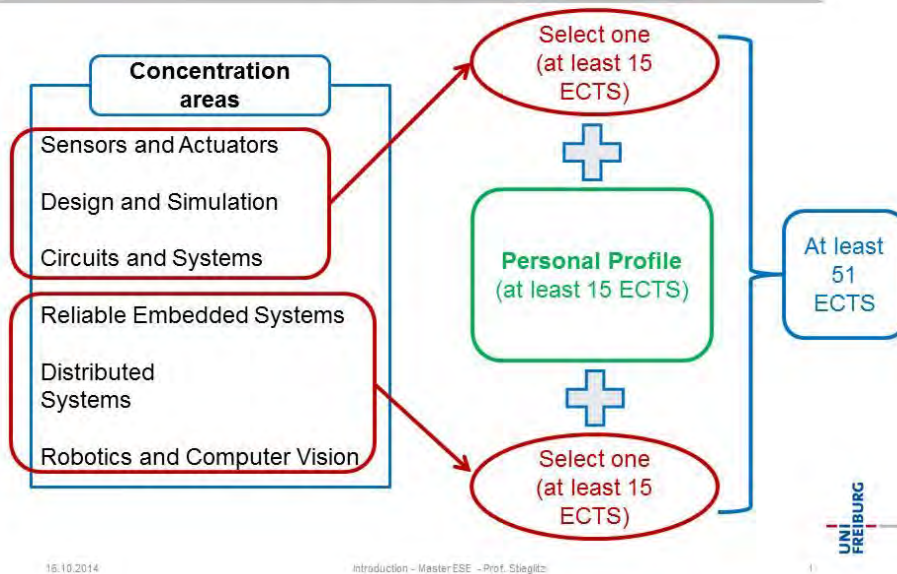 Concentration
areas
Sensors and Actuators
Design and Simulation
Circuits and Systems
Reliable Embedded Systems
Distributed
Systems
Robotics and Computer Vision
Select one
(at least 15
ECTS)
Personal Profile
(at least 15 ECTS)
Select one
(at least 15
ECTS)
At least
51
ECTS
UNI
FREIBURG
16.10.2014
Introduction - Master ESE - Prof. Stieglitz
1